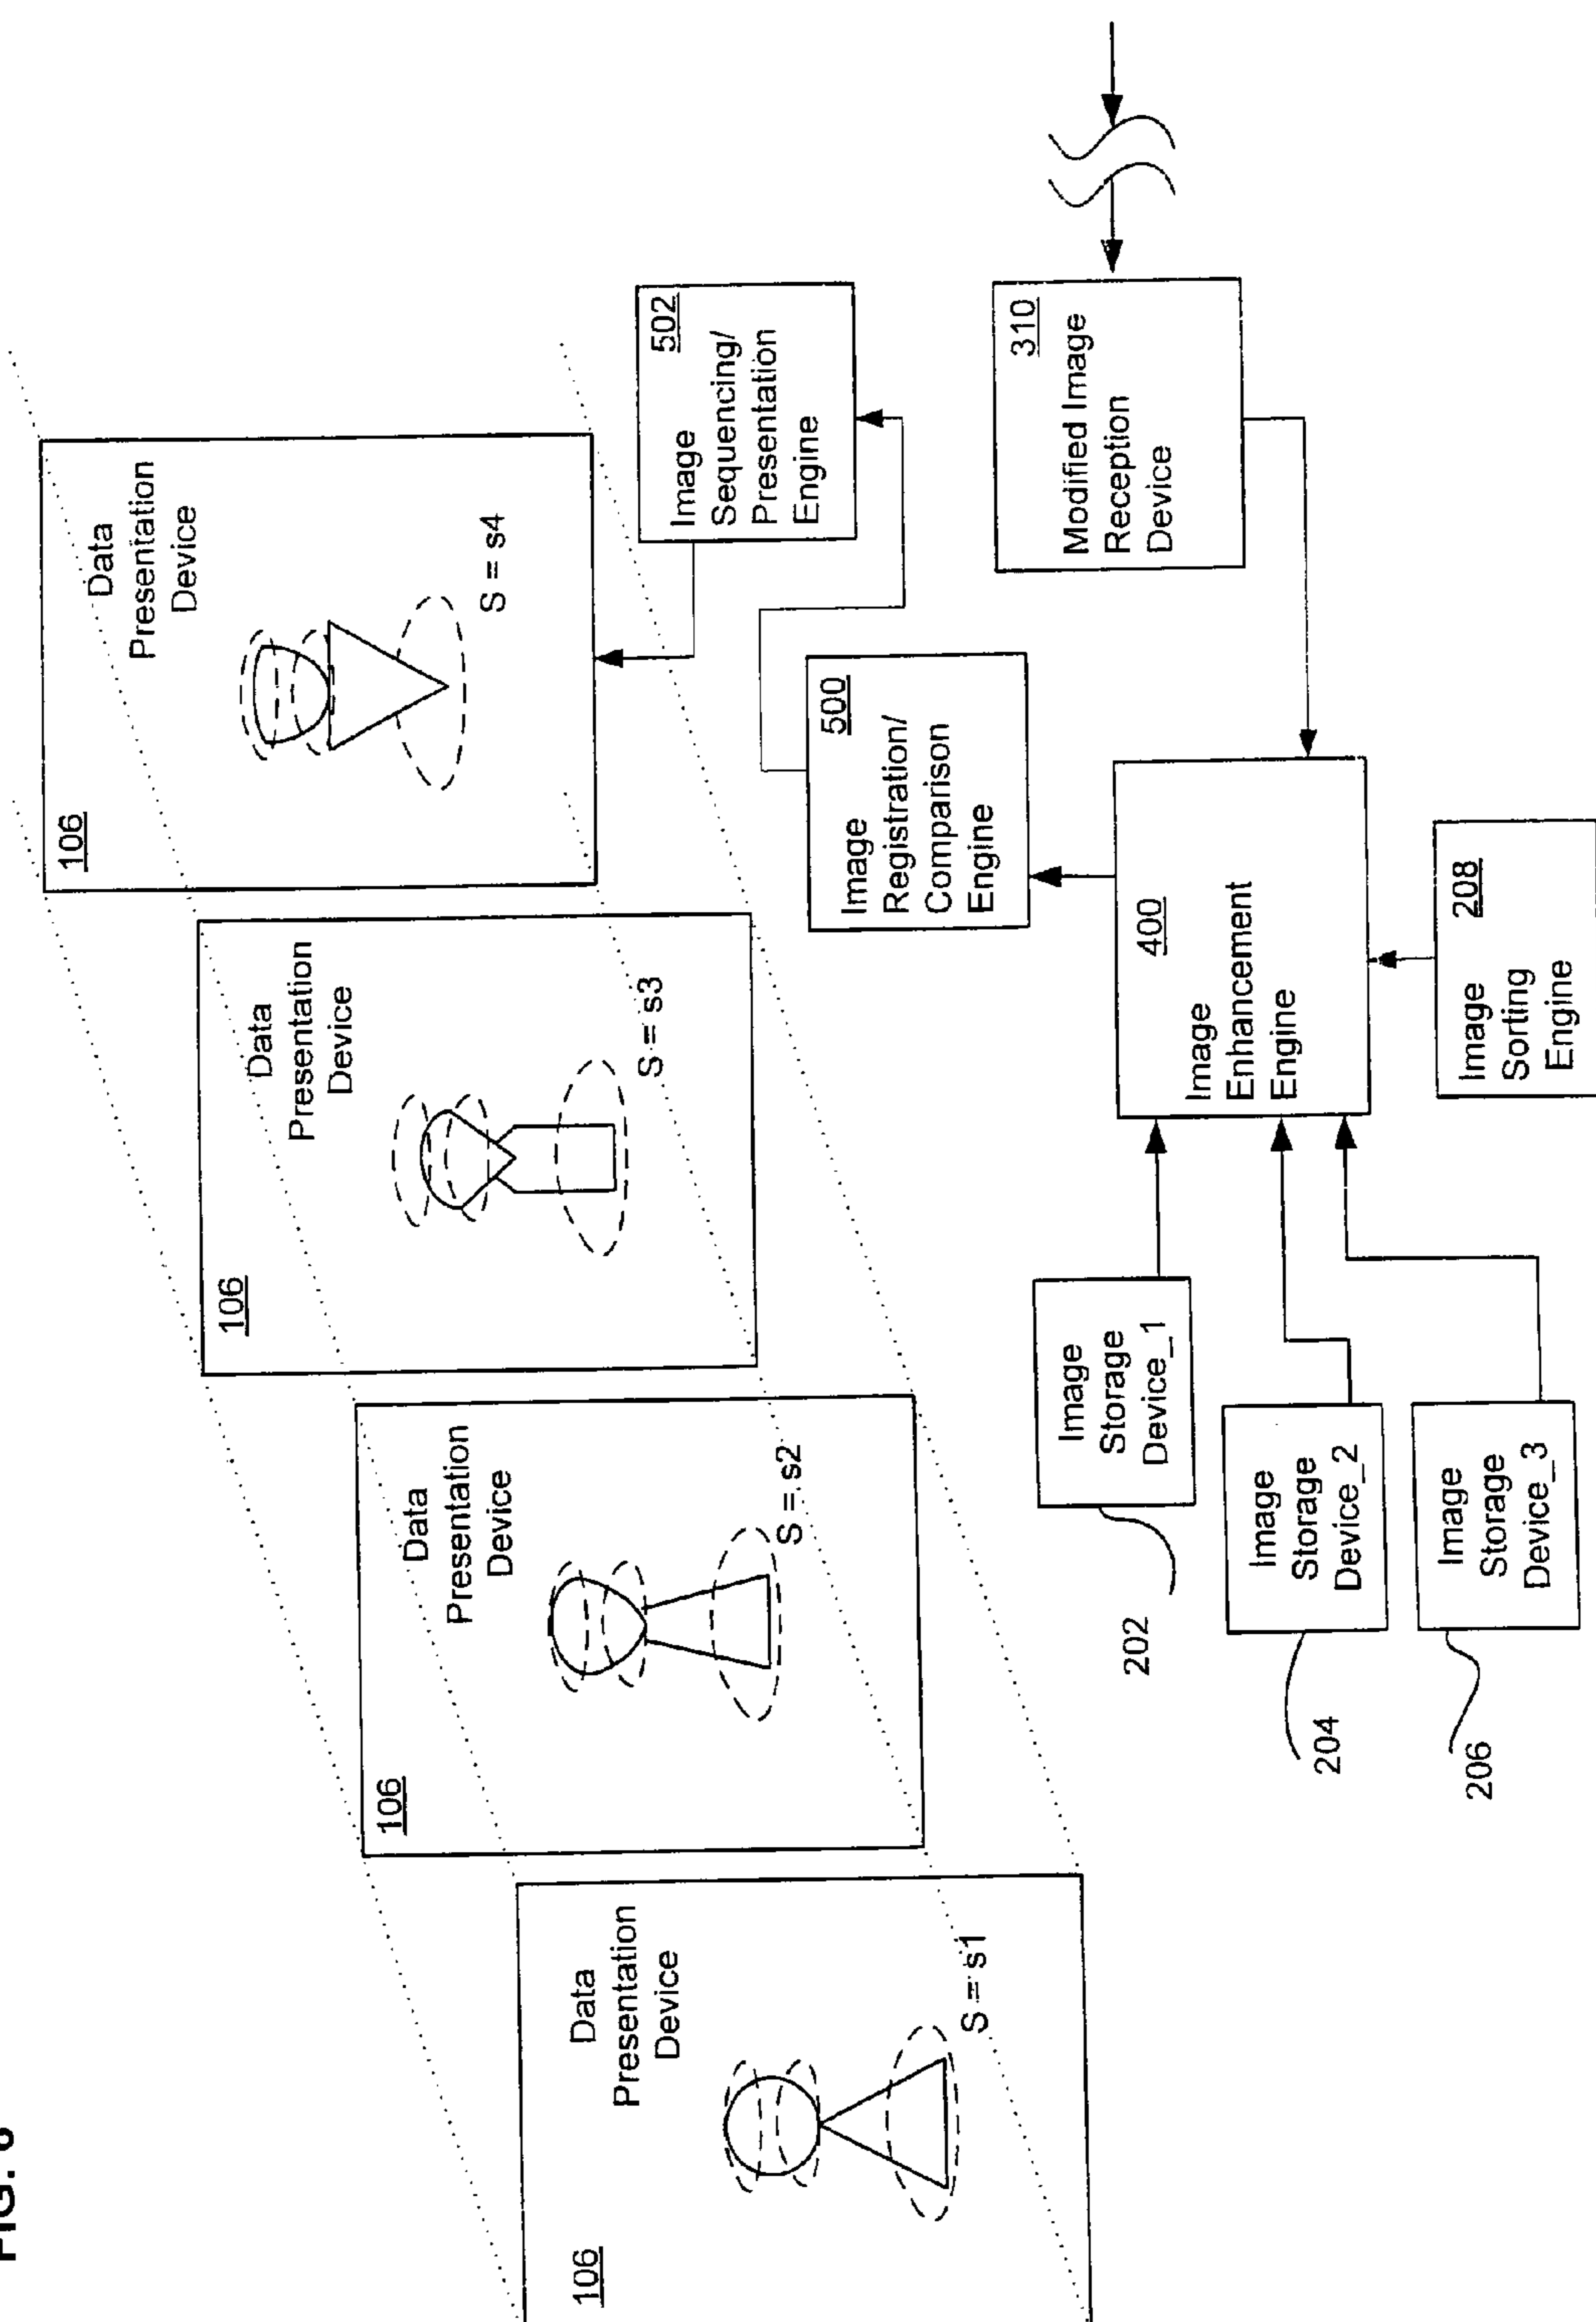 FIG.
106
Data
Presentation
Device
S = s4
106
Data
Presentation
Device
S = s3
106
Data
Presentation
Device
S = s2
106
Data
Presentation
Device
S = s1
502
Image
Sequencing/
Presentation
Engine
500
Image
Registration/
Comparison
Engine
310
Modified Image
Reception
Device
400
Image
Enhancement
Engine
208
Image
Sorting
Engine
Image
Storage
Device_1
202
Image
Storage
Device_2
204
Image
Storage
Device_3
206